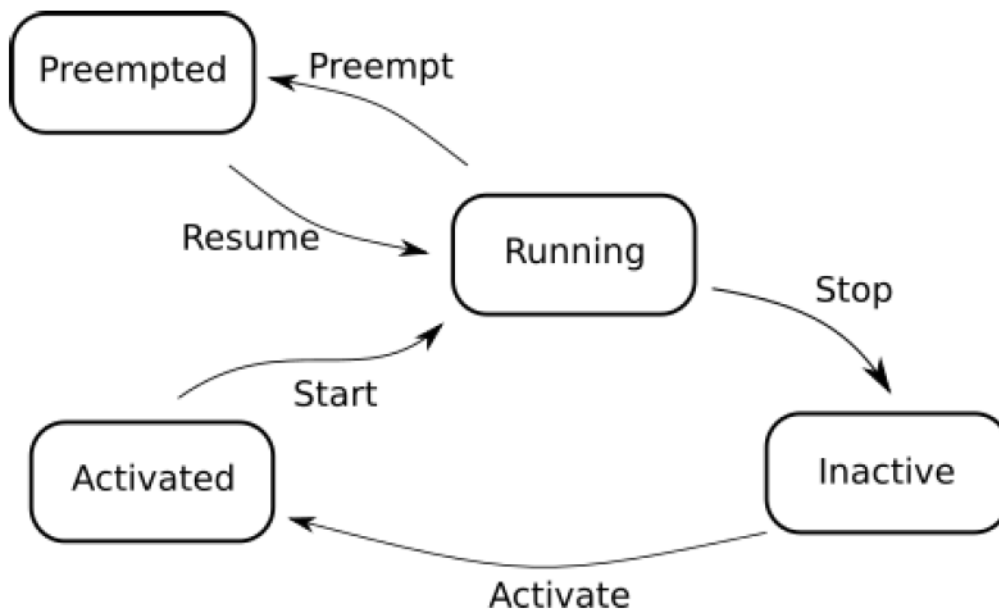 Preempted
Preempt
Resume
Running
Stop
Start
Activated
Inactive
Activate